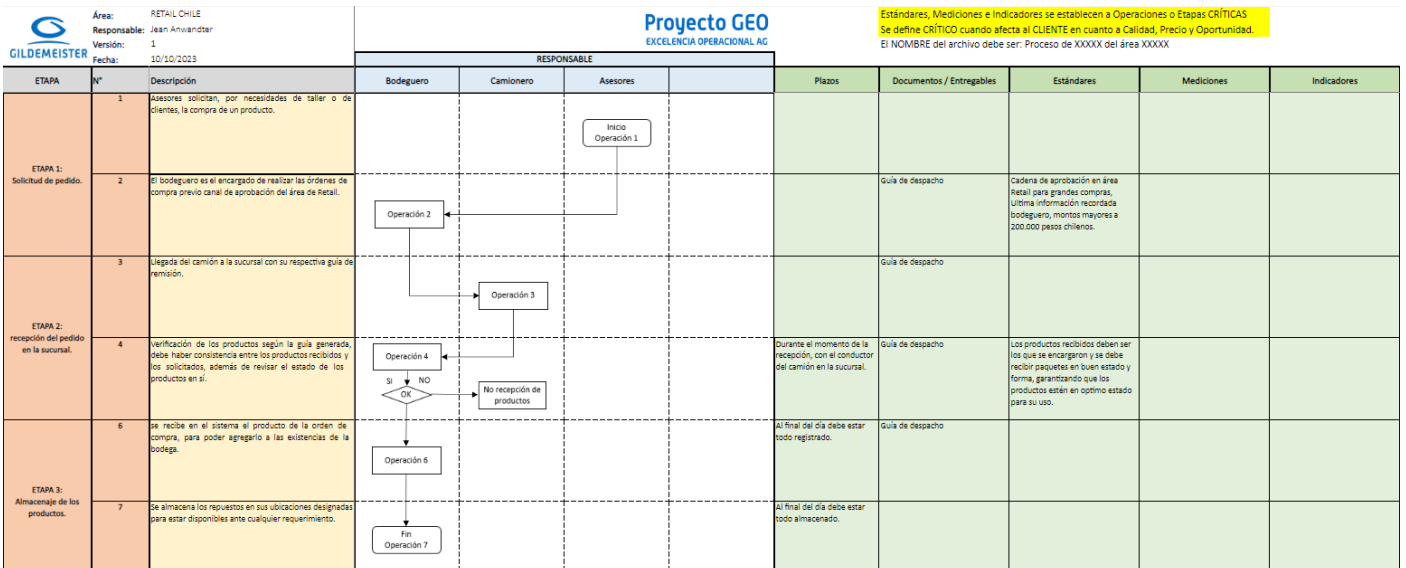 GILDEMEISTER
Área: RETAIL CHILE
Responsable: Jean Anwandter
Versión: 1
Fecha: 10/10/2023
Proyecto GEO
EXCELENCIA OPERACIONAL AG
Estándares, Mediciones e Indicadores se establecen a Operaciones o Etapas CRÍTICAS
Se define CRÍTICO cuando afecta al CLIENTE en cuanto a Calidad, Precio y Oportunidad.
El NOMBRE del archivo debe ser: Proceso de XXXXX del área XXXXX
RESPONSABLE
ETAPA
N°
Descripción
Bodeguero
Camionero
Asesores
Plazos
Documentos / Entregables
Estándares
Mediciones
Indicadores
ETAPA 1:
Solicitud de pedido.
1
Asesores solicitan, por necesidades de taller o de
clientes, la compra de un producto.
Inicio
Operación 1
2
El bodeguero es el encargado de realizar las órdenes de
compra previo canal de aprobación del área de Retail.
Operación 2
Guía de despacho
Cadena de aprobación en área
Retail para grandes compras,
Ultima información recordada
bodeguero, montos mayores a
200.000 pesos chilenos.
ETAPA 2:
recepción del pedido
en la sucursal.
3
Llegada del camión a la sucursal con su respectiva guía de
remisión.
Operación 3
Guía de despacho
4
Verificación de los productos según la guía generada,
debe haber consistencia entre los productos recibidos y
los solicitados, además de revisar el estado de los
productos en sí.
Operación 4
SI
NO
OK
No recepción de
productos
Durante el momento de la
recepción, con el conductor
del camión en la sucursal.
Guía de despacho
Los productos recibidos deben ser
los que se encargaron y se debe
recibir paquetes en buen estado y
forma, garantizando que los
productos estén en optimo estado
para su uso.
ETAPA 3:
Almacenaje de los
productos.
6
se recibe en el sistema el producto de la orden de
compra, para poder agregarlo a las existencias de la
bodega.
Operación 6
Al final del día debe estar
todo registrado.
Guía de despacho
7
Se almacena los repuestos en sus ubicaciones designadas
para estar disponibles ante cualquier requerimiento.
Fin
Operación 7
Al final del día debe estar
todo almacenado.